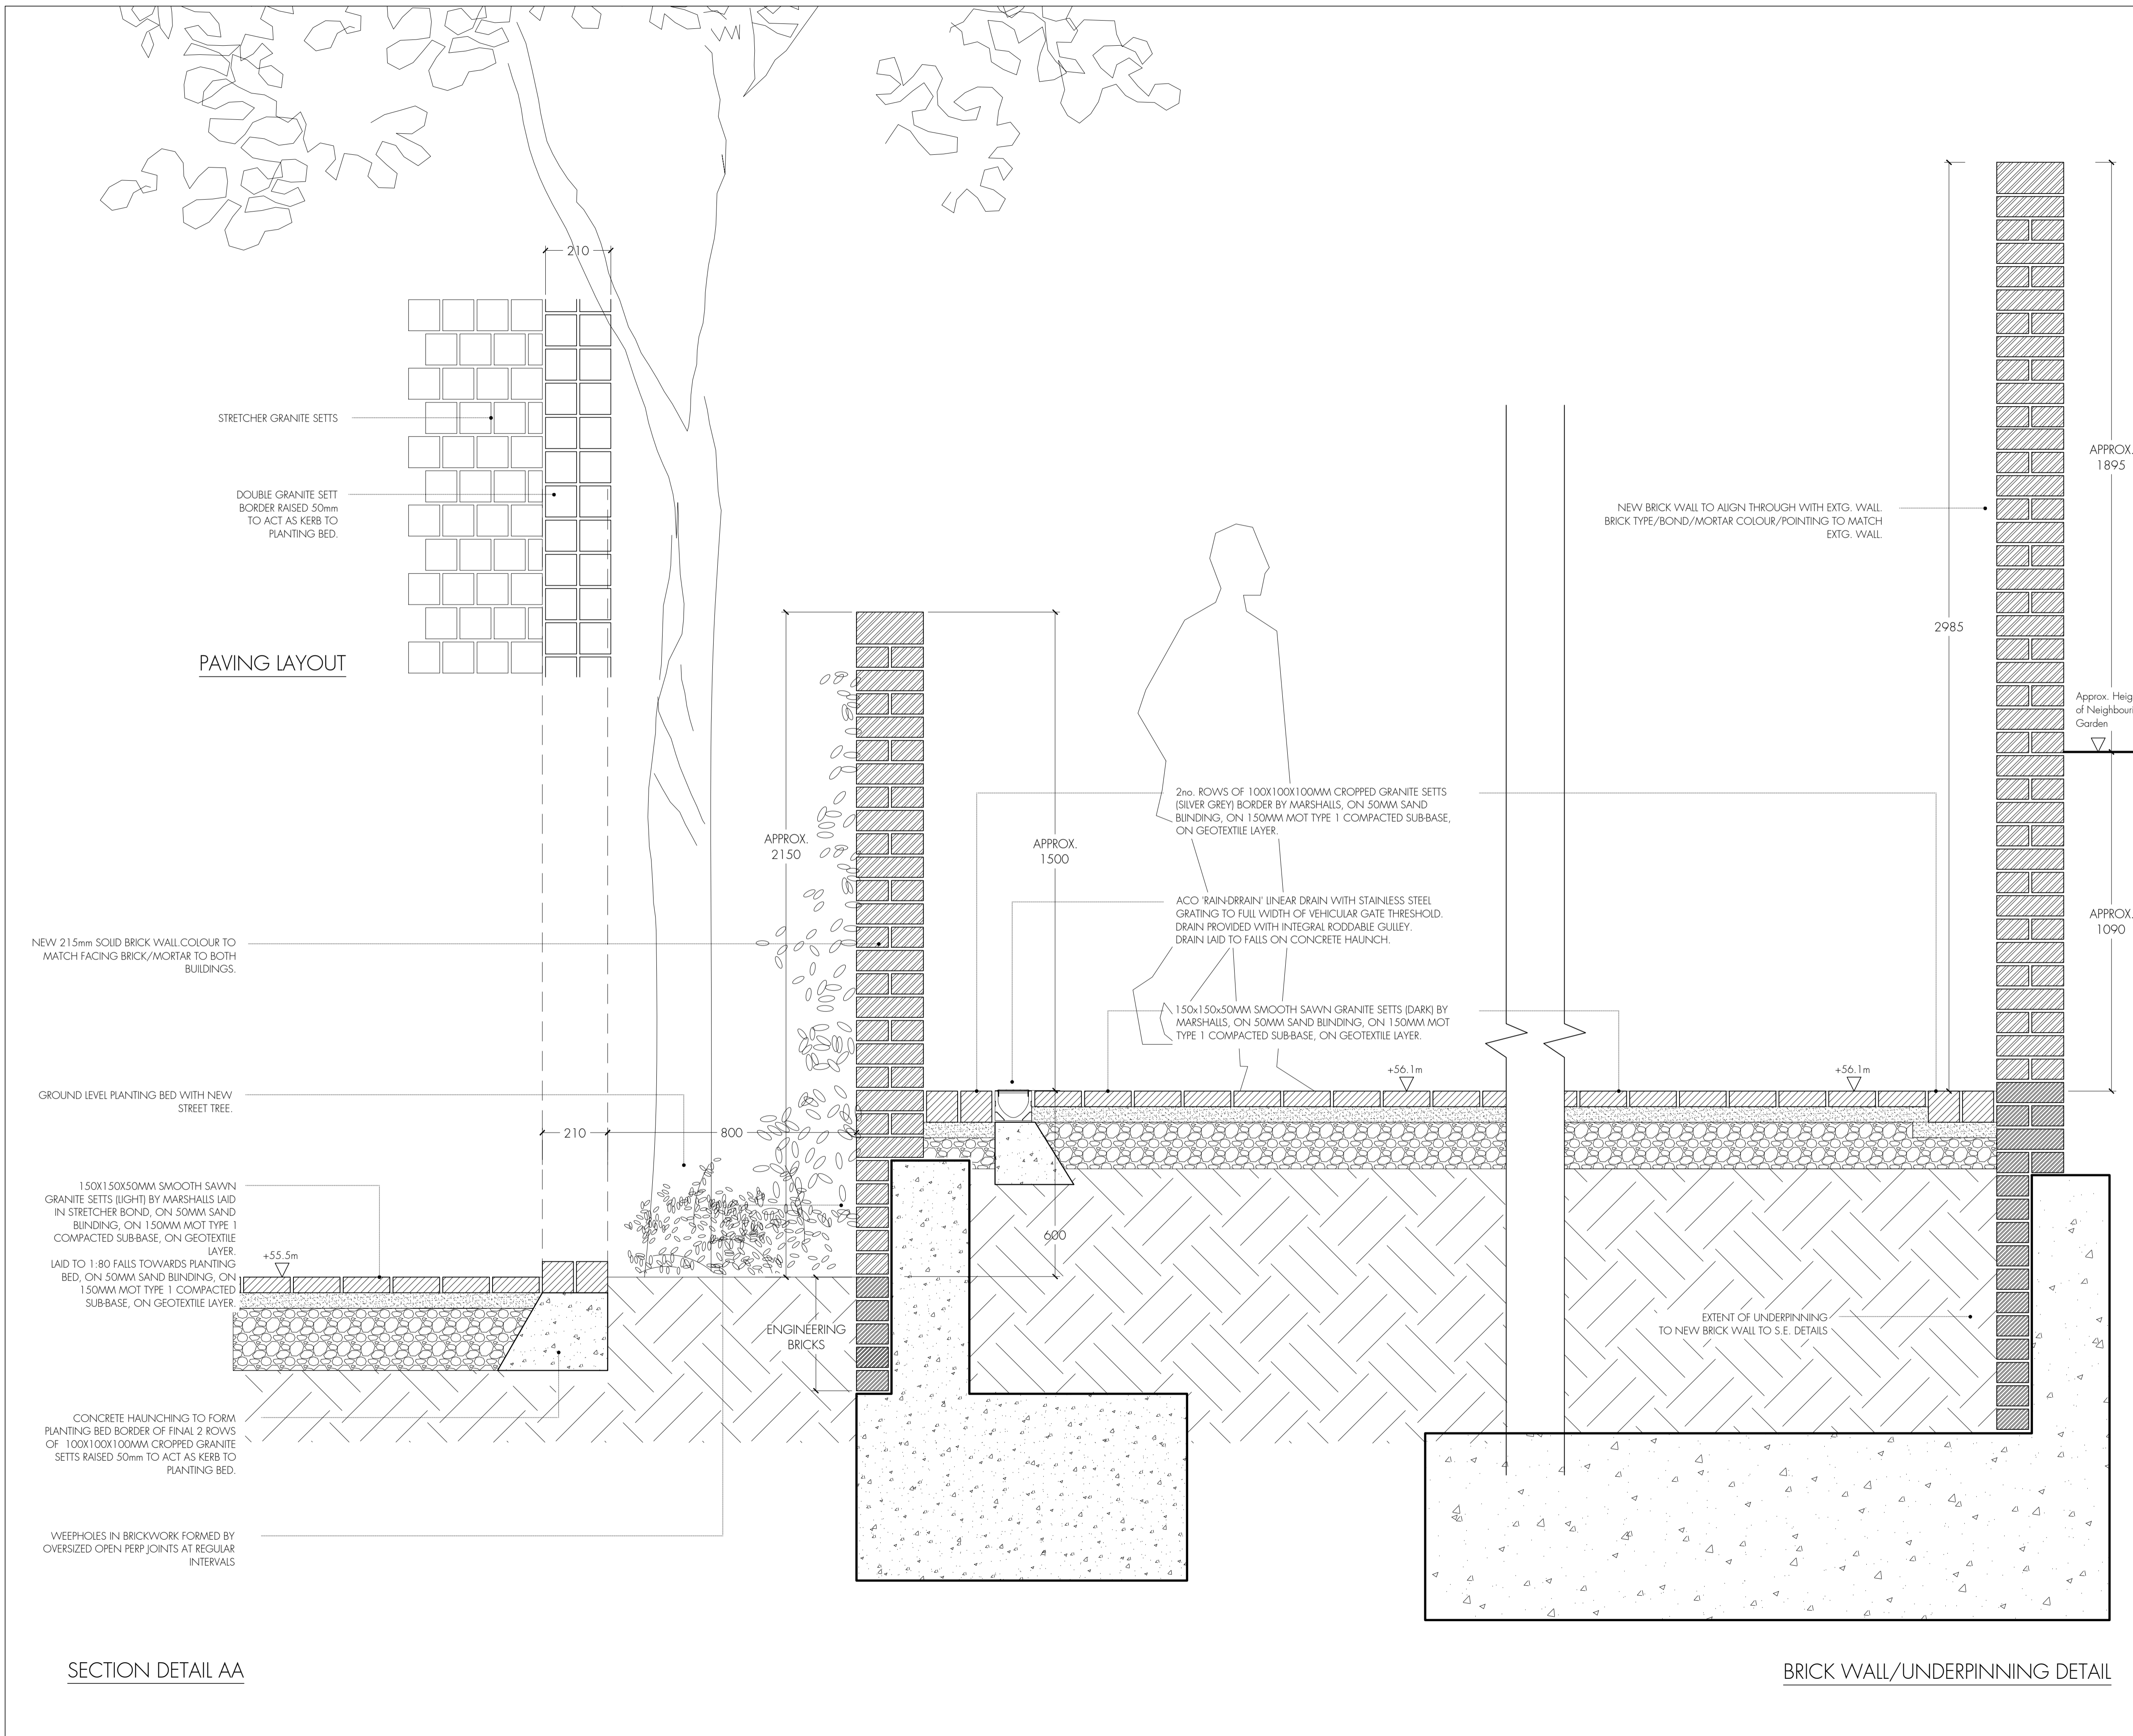 210
STRETCHER GRANITE SETTS
DOUBLE GRANITE SETT
BORDER RAISED 50mm
TO ACT AS KERB TO
PLANTING BED.
PAVING LAYOUT
NEW 215mm SOLID BRICK WALL.COLOUR TO
MATCH FACING BRICK/MORTAR TO BOTH
BUILDINGS.
GROUND LEVEL PLANTING BED WITH NEW
STREET TREE.
210
800
150X150X50MM SMOOTH SAWN
GRANITE SETTS (LIGHT) BY MARSHALLS LAID
IN STRETCHER BOND, ON 50MM SAND
BLINDING, ON 150MM MOT TYPE 1
COMPACTED SUB-BASE, ON GEOTEXTILE
LAYER.
LAID TO 1:80 FALLS TOWARDS PLANTING
BED, ON 50MM SAND BLINDING, ON
150MM MOT TYPE 1 COMPACTED
SUB-BASE, ON GEOTEXTILE LAYER.
+55.5m
CONCRETE HAUNCHING TO FORM
PLANTING BED BORDER OF FINAL 2 ROWS
OF 100X100X100MM CROPPED GRANITE
SETTS RAISED 50mm TO ACT AS KERB TO
PLANTING BED.
WEEPHOLES IN BRICKWORK FORMED BY
OVERSIZED OPEN PERP JOINTS AT REGULAR
INTERVALS
SECTION DETAIL AA
APPROX.
2150
APPROX.
1500
600
ENGINEERING
BRICKS
2no. ROWS OF 100X100X100MM CROPPED GRANITE SETTS
(SILVER GREY) BORDER BY MARSHALLS, ON 50MM SAND
BLINDING, ON 150MM MOT TYPE 1 COMPACTED SUB-BASE,
ON GEOTEXTILE LAYER.
ACO 'RAIN-DRRAIN' LINEAR DRAIN WITH STAINLESS STEEL
GRATING TO FULL WIDTH OF VEHICULAR GATE THRESHOLD.
DRAIN PROVIDED WITH INTEGRAL RODDABLE GULLEY.
DRAIN LAID TO FALLS ON CONCRETE HAUNCH.
150x150x50MM SMOOTH SAWN GRANITE SETTS (DARK) BY
MARSHALLS, ON 50MM SAND BLINDING, ON 150MM MOT
TYPE 1 COMPACTED SUB-BASE, ON GEOTEXTILE LAYER.
+56.1m
+56.1m
NEW BRICK WALL TO ALIGN THROUGH WITH EXTG. WALL.
BRICK TYPE/BOND/MORTAR COLOUR/POINTING TO MATCH
EXTG. WALL.
2985
APPROX.
1895
Approx.
of
Garden
APPROX.
1090
EXTENT OF UNDERPINNING
TO NEW BRICK WALL TO S.E. DETAILS
BRICK WALL/UNDERPINNING DETAIL